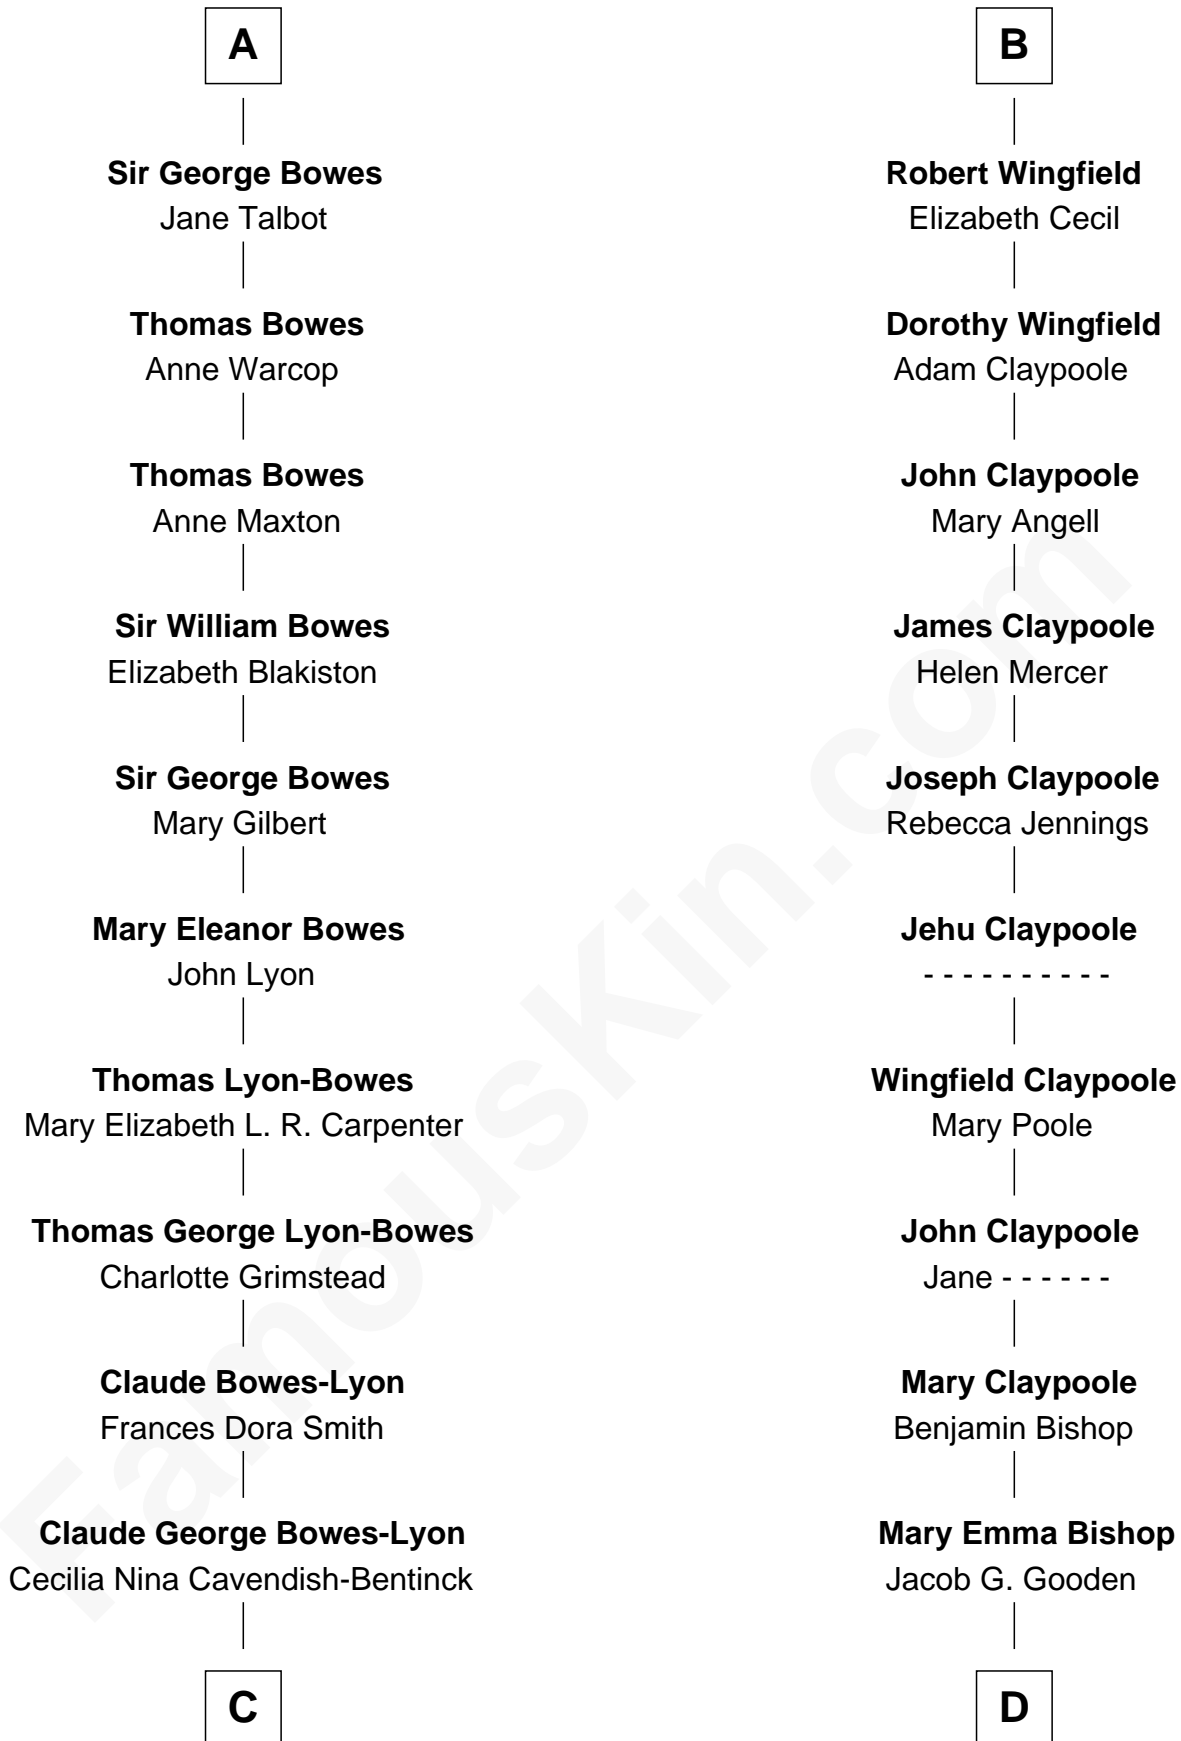 A
Sir George Bowes
Jane Talbot
Thomas Bowes
Anne Warcop
Thomas Bowes
Anne Maxton
Sir William Bowes
Elizabeth Blakiston
Sir George Bowes
Mary Gilbert
Mary Eleanor Bowes
John Lyon
Thomas Lyon-Bowes
Mary Elizabeth L. R. Carpenter
Thomas George Lyon-Bowes
Charlotte Grimstead
Claude Bowes-Lyon
Frances Dora Smith
Claude George Bowes-Lyon
Cecilia Nina Cavendish-Bentinck
C
B
Robert Wingfield
Elizabeth Cecil
Dorothy Wingfield
Adam Claypoole
John Claypoole
Mary Angell
James Claypoole
Helen Mercer
Joseph Claypoole
Rebecca Jennings
Jehu Claypoole
- - - - - - - - - -
Wingfield Claypoole
Mary Poole
John Claypoole
Jane - - - - - -
Mary Claypoole
Benjamin Bishop
Mary Emma Bishop
Jacob G. Gooden
D
FamousKin.com